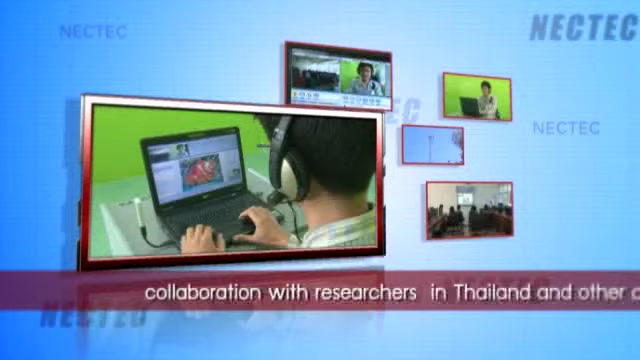 NECTEC
NECTEC
NECTEC
collaboration with researchers in Thailand and other
NECTEC